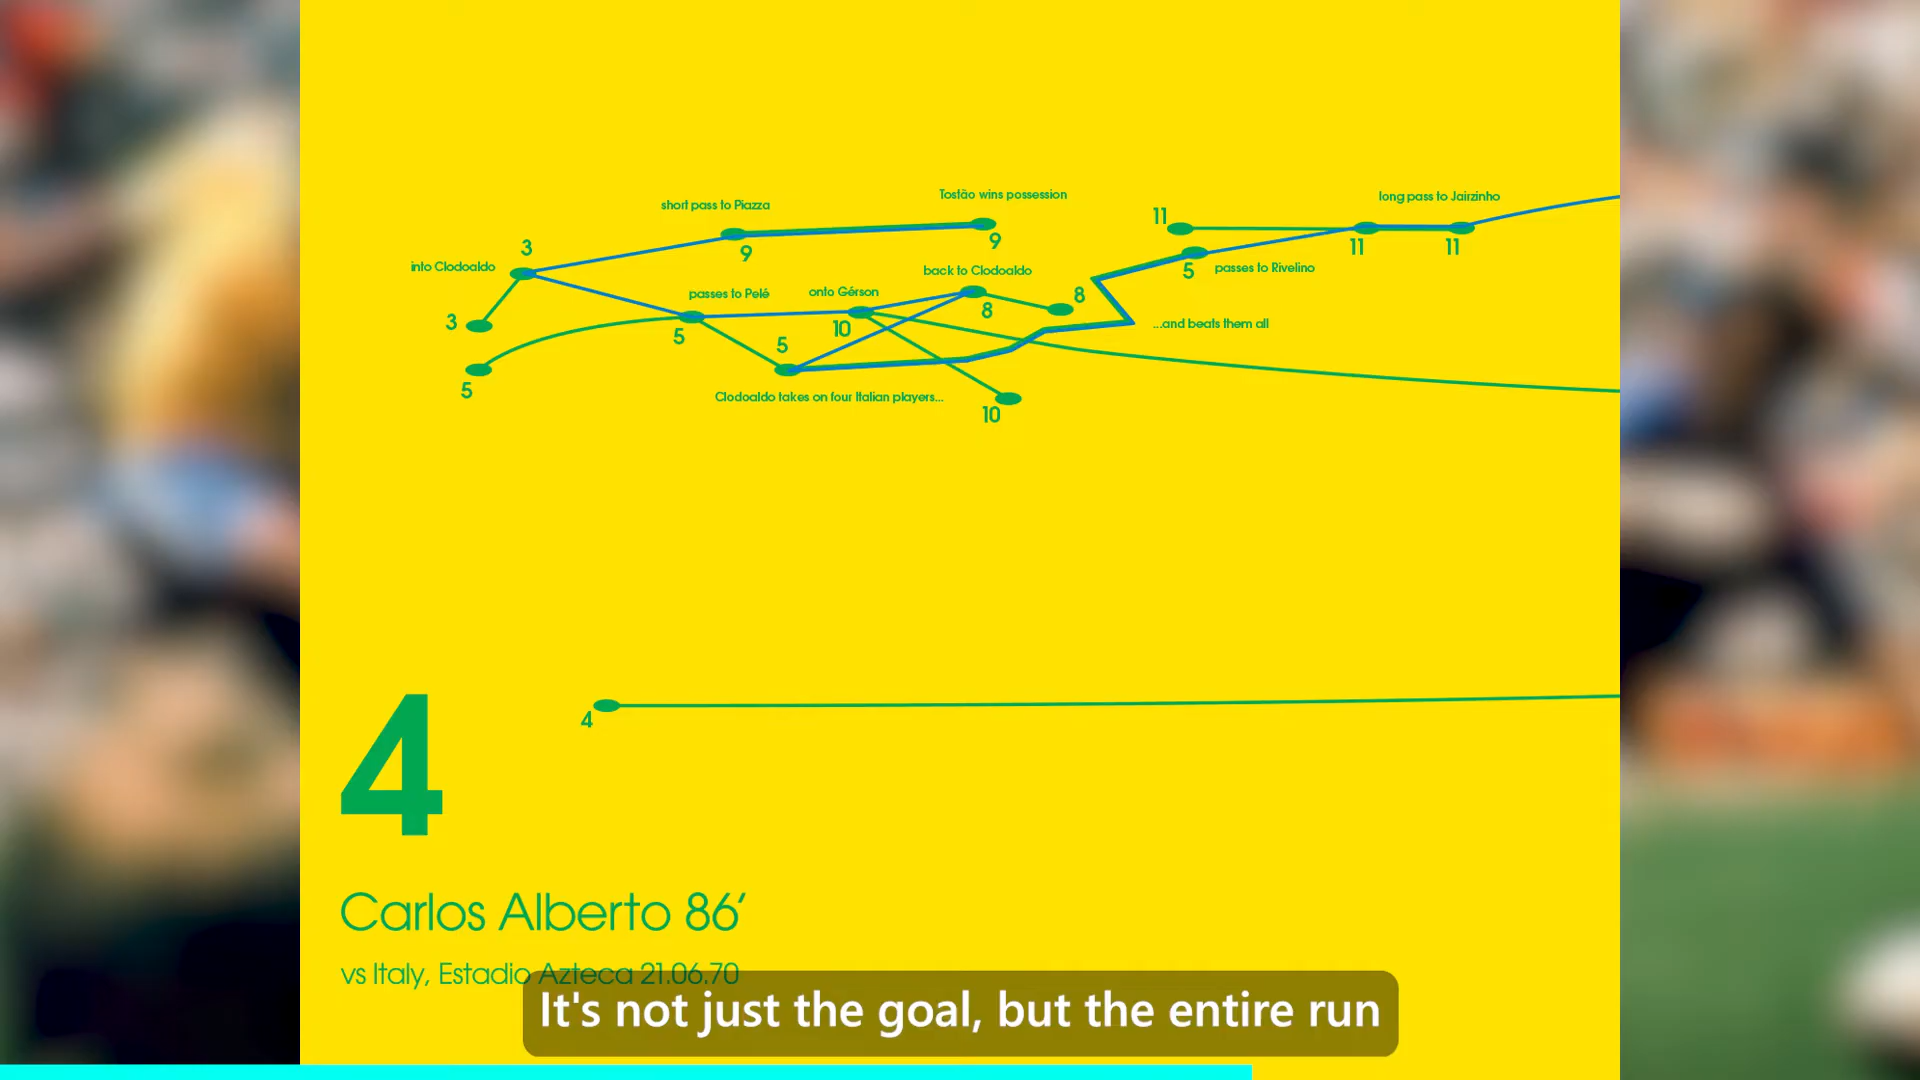 Tostão wins possession
long pass to Jairzinho
short pass to Piazza
11
3
9
9
11
11
into Clodoaldo
back to Clodoaldo
5
passes to Rivelino
passes to Pelé
onto Gérson
8
8
3
10
...and beats them all
5
5
5
Clodoaldo takes on four Italian players...
10
4
4
Carlos Alberto 86'
vs Italy, Estadio Azteca 21.06.70
It's not just the goal, but the entire run